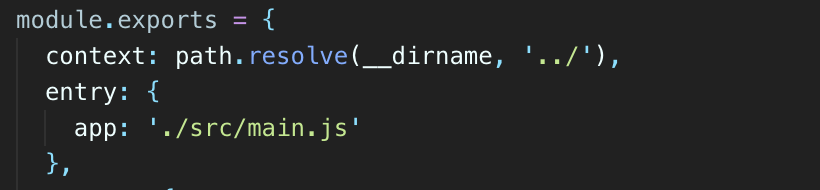 module.exports = {
context: path.resolve(__dirname, '../'),
entry: {
app: './src/main.js'
},